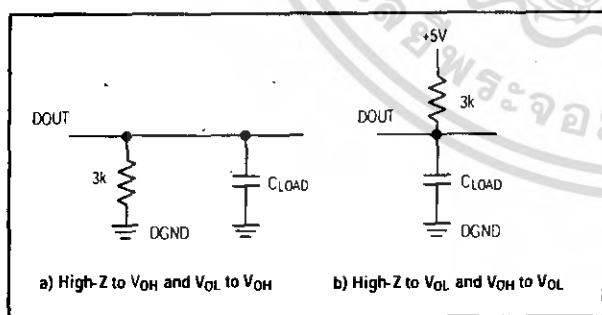 +5V
3k
DOUT
DOUT
3k
CLOAD
CLOAD
DGND
DGND
a) High-Z to VOH and VOL to VOH
b) High-Z to VOL and VOH to VOL